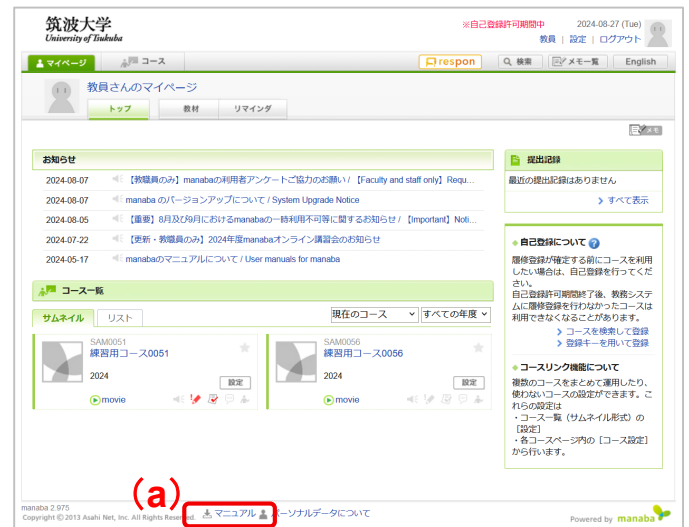 筑波大学
University of Tsukuba
※自己登録許可期間中 2024-08-27 (Tue)
教員 | 設定 | ログアウト
マイページ コース respon 検索 メモ一覧 English
教員さんのマイページ
トップ 教材 リマインダ
メモ
お知らせ
2024-08-07 【教職員のみ】manabaの利用者アンケートご協力のお願い/【Faculty and staff only】Requ...
2024-08-07 manaba のバージョンアップについて / System Upgrade Notice
2024-08-05 【重要】8月及び9月におけるmanabaの一時利用不可等に関するお知らせ /【Important】Noti...
2024-07-22 【更新・教職員のみ】2024年度manabaオンライン講習会のお知らせ
2024-05-17 manabaのマニュアルについて / User manuals for manaba
コース一覧
サムネイル リスト 現在のコース すべての年度
SAM0051
練習用コース0051
2024
設定
movie
SAM0056
練習用コース0056
2024
設定
movie
提出記録
最近の提出記録はありません
すべて表示
自己登録について
履修登録が確定する前にコースを利用
したい場合は、自己登録を行ってくだ
さい。
自己登録許可期間終了後、教務システ
ムに履修登録を行わなかったコースは
利用できなくなることがあります。
コースを検索して登録
登録キーを用いて登録
コースリンク機能について
複数のコースをまとめて運用したり、
使わないコースの設定ができます。こ
れらの設定は
・コース一覧（サムネイル形式）の
［設定］
・各コースページ内の［コース設定］
から行います。
(a)
manaba 2.975
Copyright © 2013 Asahi Net, Inc. All Rights Reserved. マニュアル パーソナルデータについて
Powered by manaba